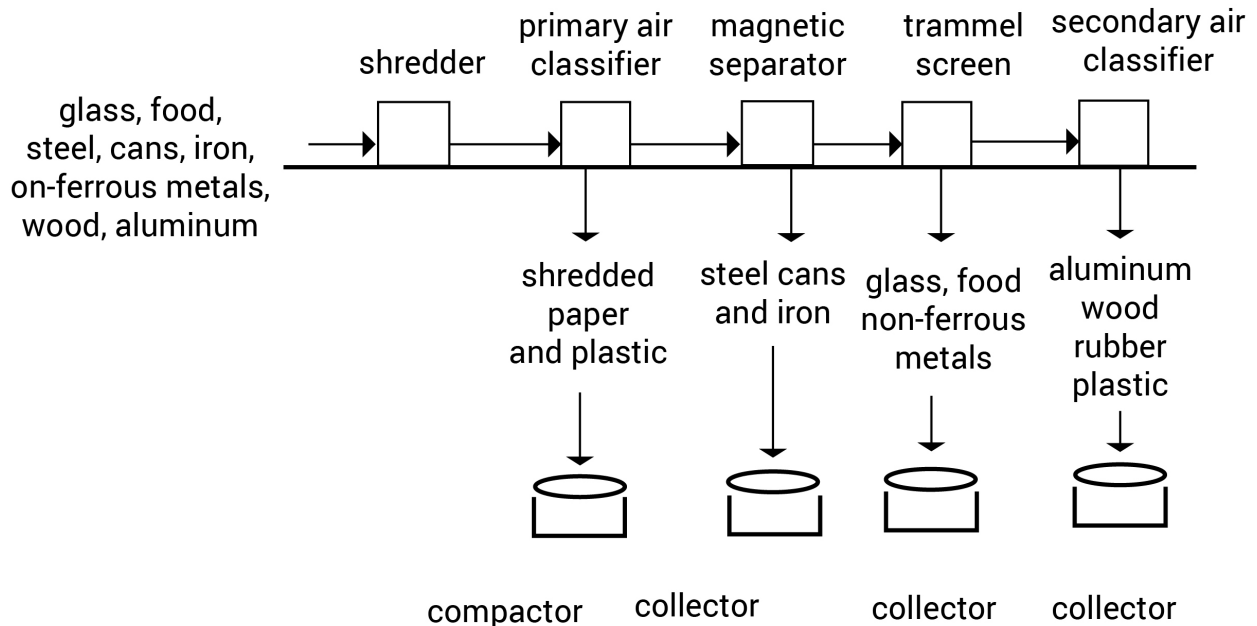 shredder
primary air
classifier
magnetic
separator
trammel
screen
secondary air
classifier
glass, food,
steel, cans, iron,
on-ferrous metals,
wood, aluminum
shredded
paper
and plastic
steel cans
and iron
glass, food
non-ferrous
metals
aluminum
wood
rubber
plastic
compactor
collector
collector
collector